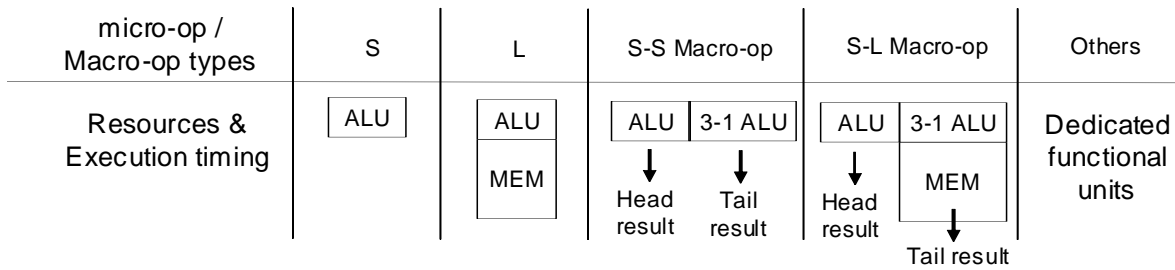 micro-op /
Macro-op types
S
L
S-S Macro-op
S-L Macro-op
Others
Resources &
Execution timing
ALU
ALU
MEM
ALU
3-1 ALU
Head
result
Tail
result
ALU
3-1 ALU
MEM
Head
result
Tail result
Dedicated
functional
units